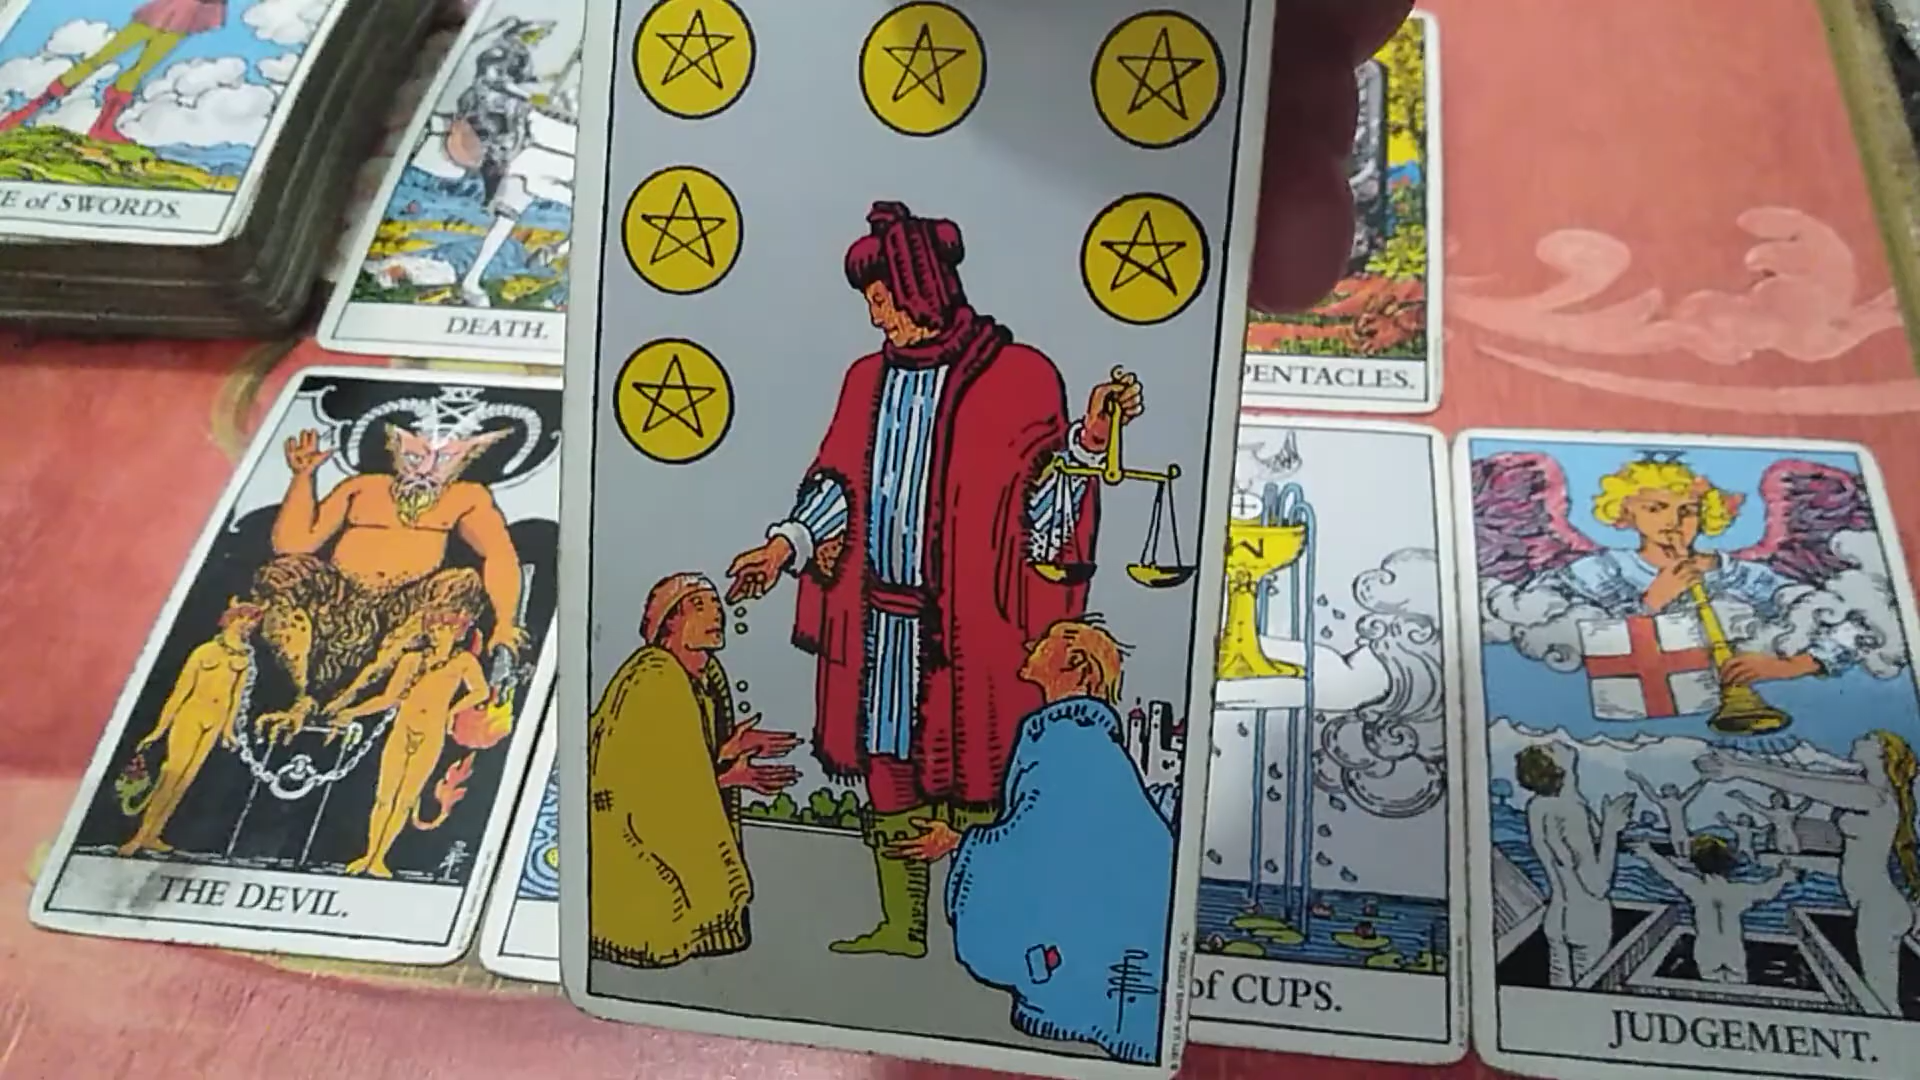 E of SWORDS.
DEATH.
PENTACLES.
THE DEVIL.
of CUPS.
JUDGEMENT.